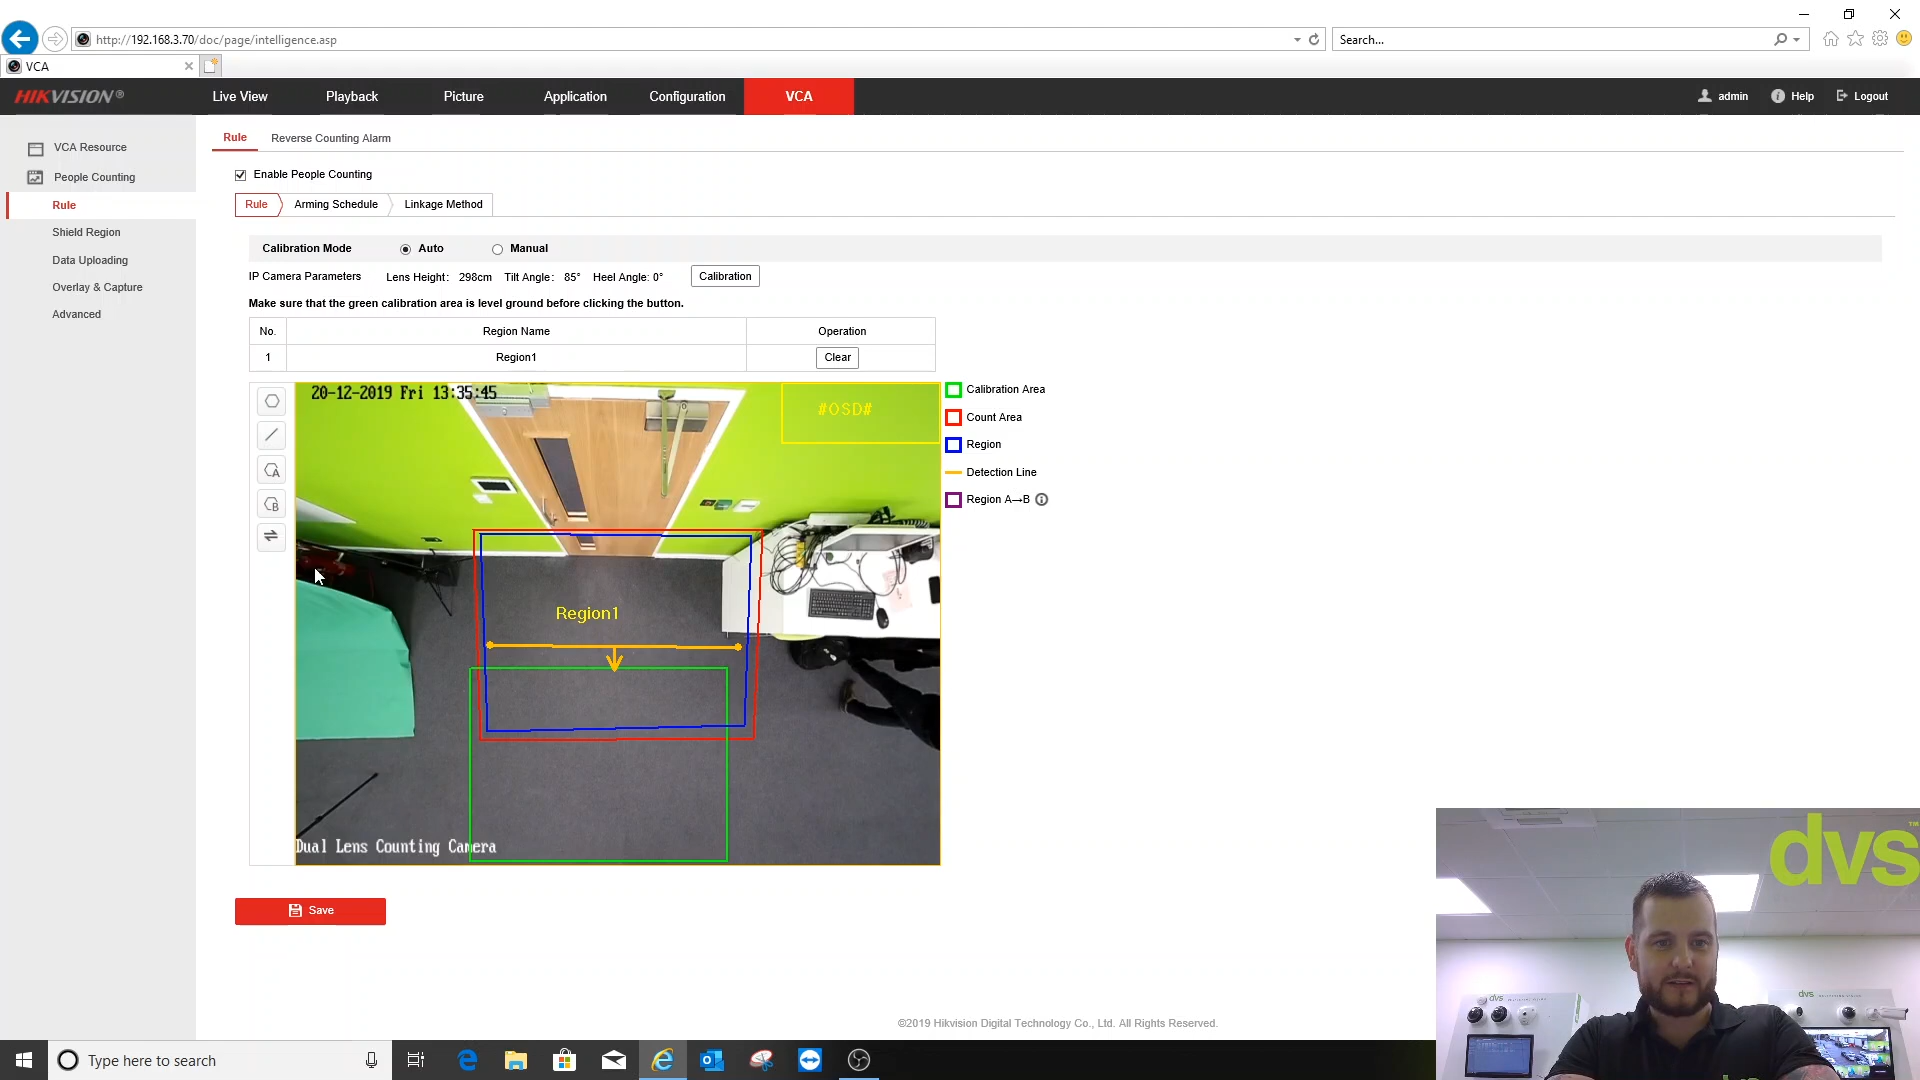 http://192.168.3.70/doc/page/intelligence.asp
Search...
VCA
HIKVISION®
Live View
Playback
Picture
Application
Configuration
VCA
admin
Help
Logout
VCA Resource
People Counting
Rule
Shield Region
Data Uploading
Overlay & Capture
Advanced
Rule
Reverse Counting Alarm
Enable People Counting
Rule
Arming Schedule
Linkage Method
Calibration Mode
Auto
Manual
IP Camera Parameters
Lens Height: 298cm
Tilt Angle: 85°
Heel Angle: 0°
Calibration
Make sure that the green calibration area is level ground before clicking the button.
No.
Region Name
Operation
1
Region1
Clear
20-12-2019 Fri 13:35:45
#OSD#
Region1
Dual Lens Counting Camera
A
B
Calibration Area
Count Area
Region
Detection Line
Region A→B
Save
©2019 Hikvision Digital Technology Co., Ltd. All Rights Reserved.
dvs™
dvs
dvs
Type here to search